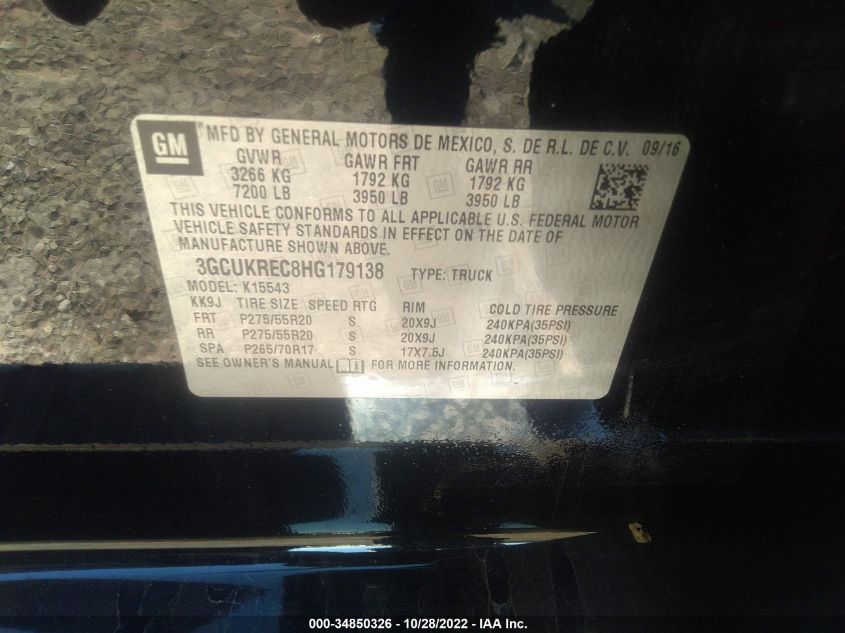 GM MFD BY GENERAL MOTORS DE MEXICO, S. DE R.L. DE C.V. 09/16
GVWR GAWR FRT GAWR RR
3266 KG 1792 KG 1792 KG
7200 LB 3950 LB 3950 LB
THIS VEHICLE CONFORMS TO ALL APPLICABLE U.S. FEDERAL MOTOR
VEHICLE SAFETY STANDARDS IN EFFECT ON THE DATE OF
MANUFACTURE SHOWN ABOVE.
3GCUKREC8HG179138 TYPE: TRUCK
MODEL: K15543
KK9J TIRE SIZE SPEED RTG RIM COLD TIRE PRESSURE
FRT P275/55R20 S 20X9J 240KPA(35PSI)
RR P275/55R20 S 20X9J 240KPA(35PSI)
SPA P265/70R17 S 17X7.5J 240KPA(35PSI)
SEE OWNER'S MANUAL FOR MORE INFORMATION.
000-34850326 - 10/28/2022 - IAA Inc.